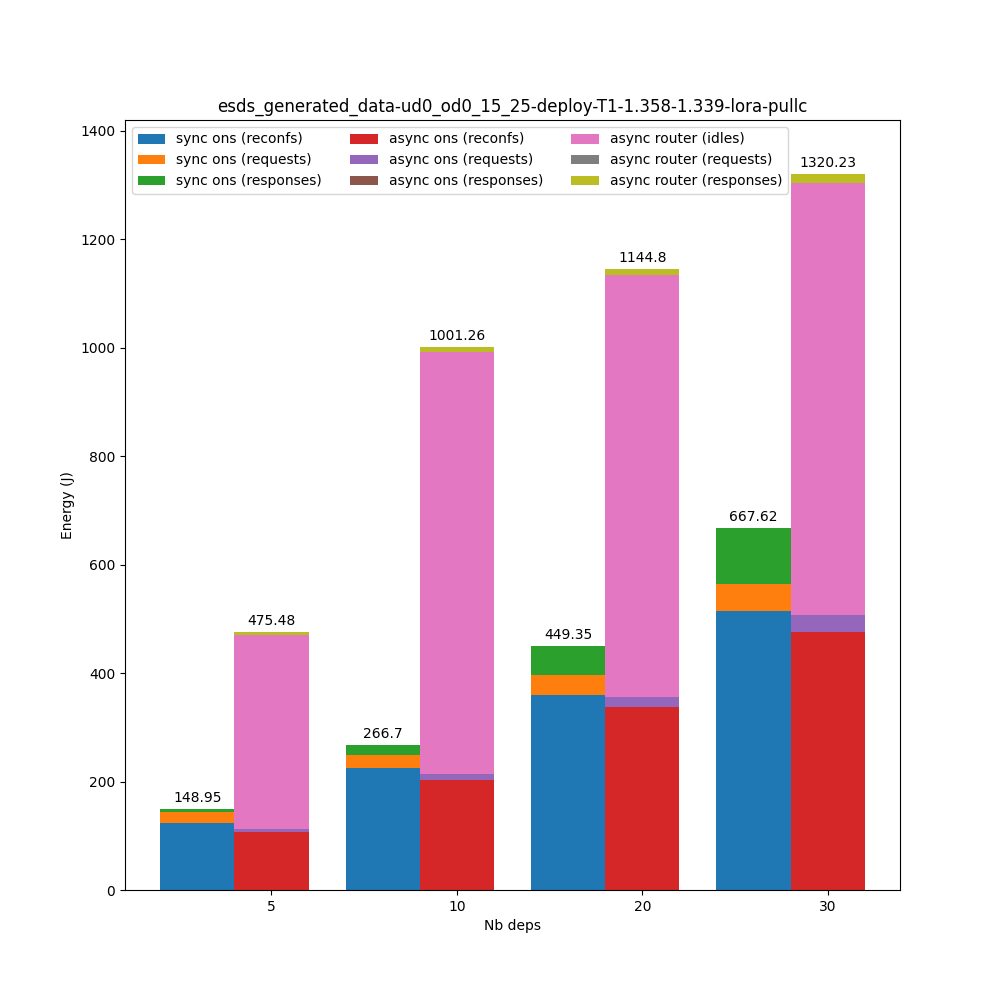 esds_generated_data-ud0_od0_15_25-deploy-T1-1.358-1.339-lora-pullc
sync ons (reconfs)
sync ons (requests)
sync ons (responses)
async ons (reconfs)
async ons (requests)
async ons (responses)
async router (idles)
async router (requests)
async router (responses)
1400
1200
1000
800
600
400
200
0
Energy (J)
148.95
475.48
266.7
1001.26
449.35
1144.8
667.62
1320.23
5
10
20
30
Nb deps